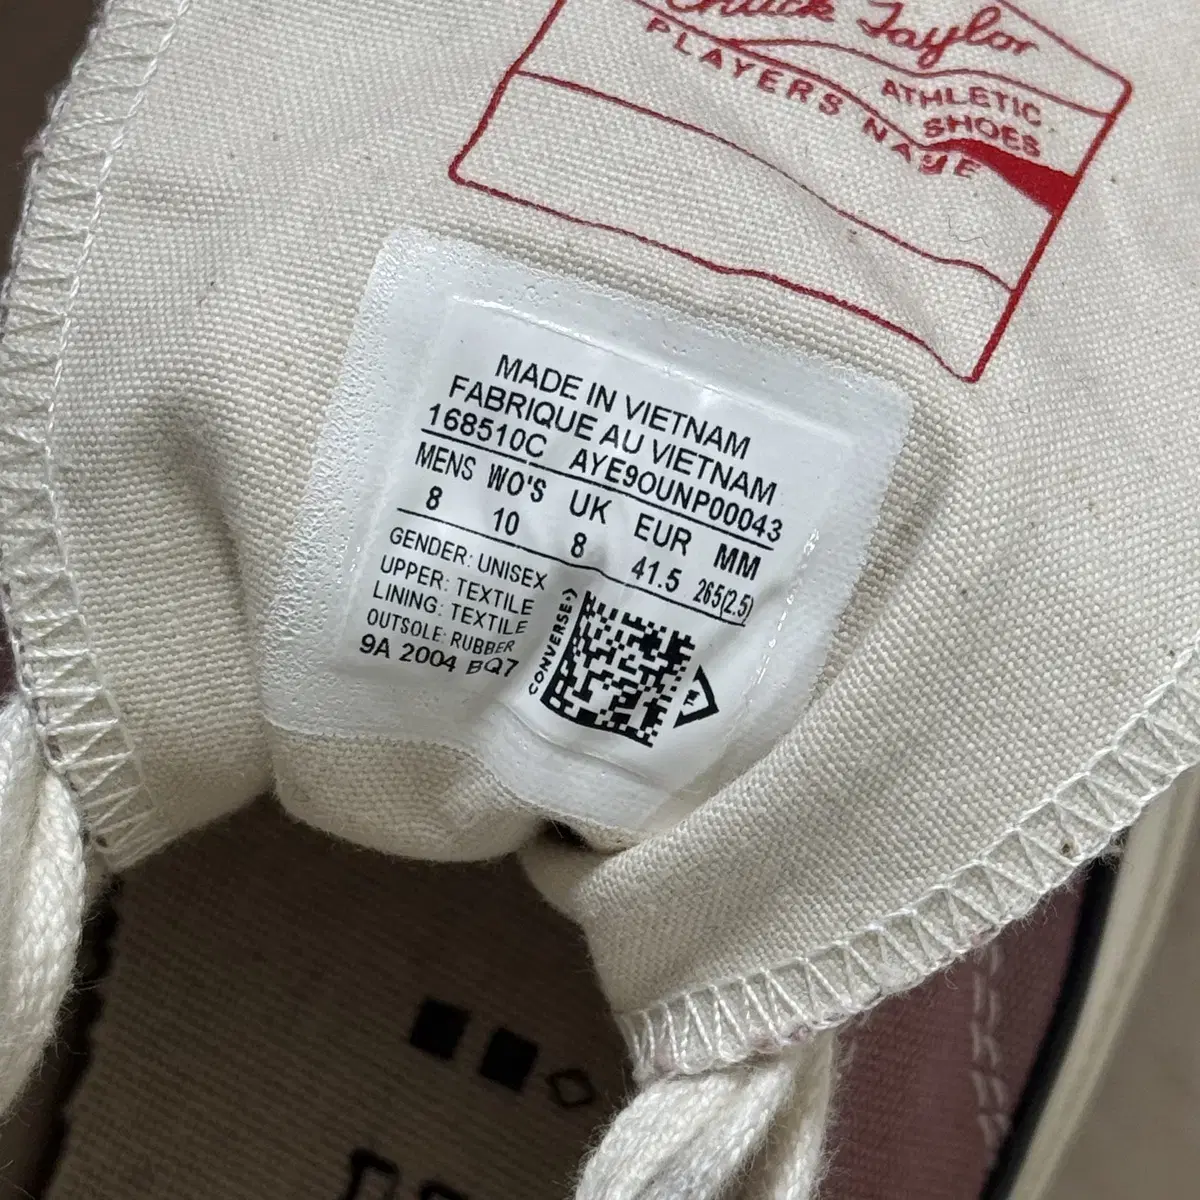 Chuck Taylor
ATHLETIC
SHOES
PLAYERS NAME
MADE IN VIETNAM
FABRIQUE AU VIETNAM
168510C AYE9OUNP00043
MENS WO'S UK EUR MM
8 10 8 41.5 265(2.5)
GENDER: UNISEX
UPPER: TEXTILE
LINING: TEXTILE
OUTSOLE: RUBBER
9A 2004 BQ7
CONVERSE